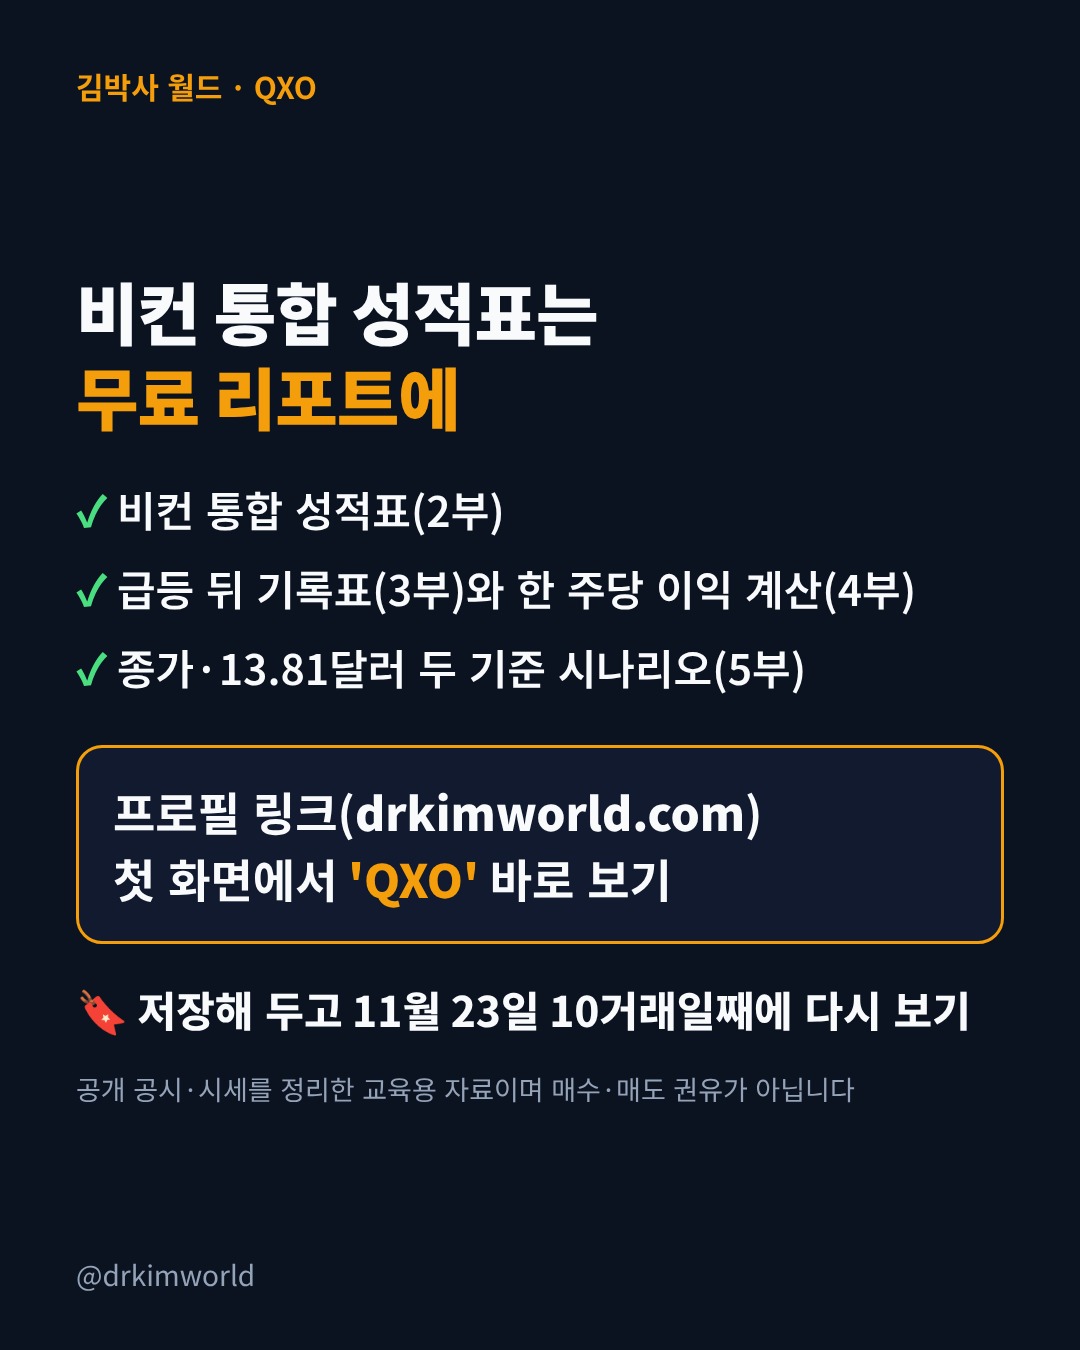 김박사 월드 · QXO
비컨 통합 성적표는
무료 리포트에
✓ 비컨 통합 성적표(2부)
✓ 급등 뒤 기록표(3부)와 한 주당 이익 계산(4부)
✓ 종가·13.81달러 두 기준 시나리오(5부)
프로필 링크(drkimworld.com)
첫 화면에서 'QXO' 바로 보기
🔖 저장해 두고 11월 23일 10거래일째에 다시 보기
공개 공시·시세를 정리한 교육용 자료이며 매수·매도 권유가 아닙니다
@drkimworld